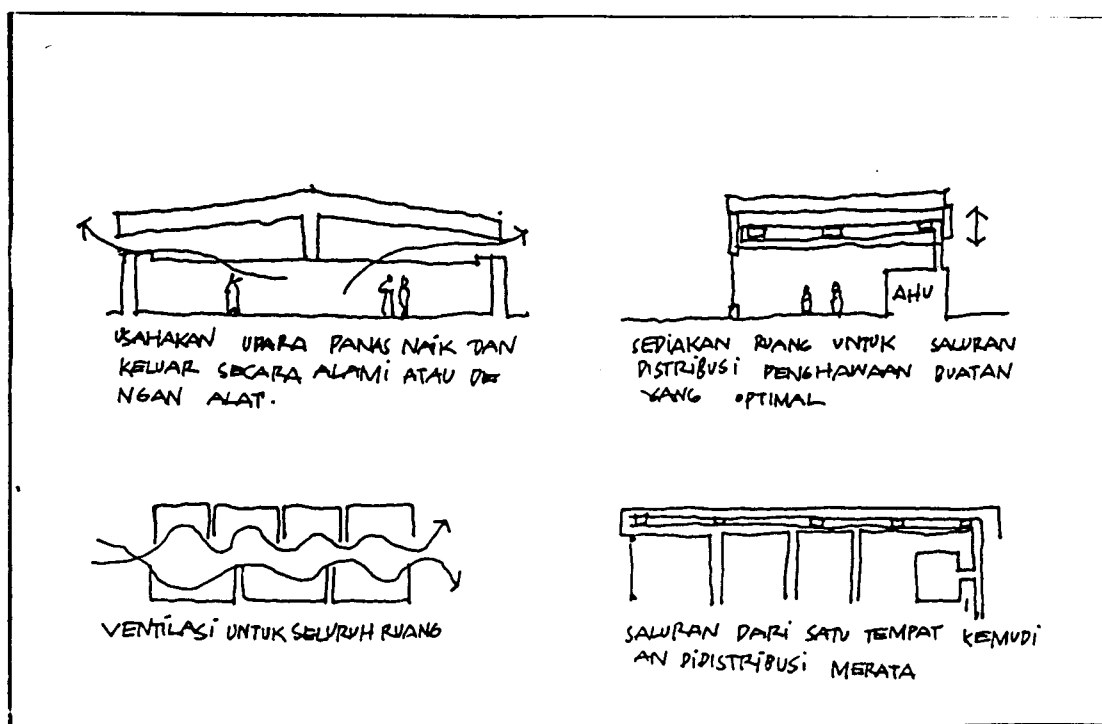 USAHAKAN UDARA PANAS NAIK DAN
KELUAR SECARA ALAMI ATAU DE
NGAN ALAT.
AHU
SEDIAKAN RUANG UNTUK SALURAN
DISTRIBUSI PENGHAWAAN BUATAN
YANG OPTIMAL
VENTILASI UNTUK SELURUH RUANG
SALURAN DARI SATU TEMPAT KEMUDI
AN DIDISTRIBUSI MERATA